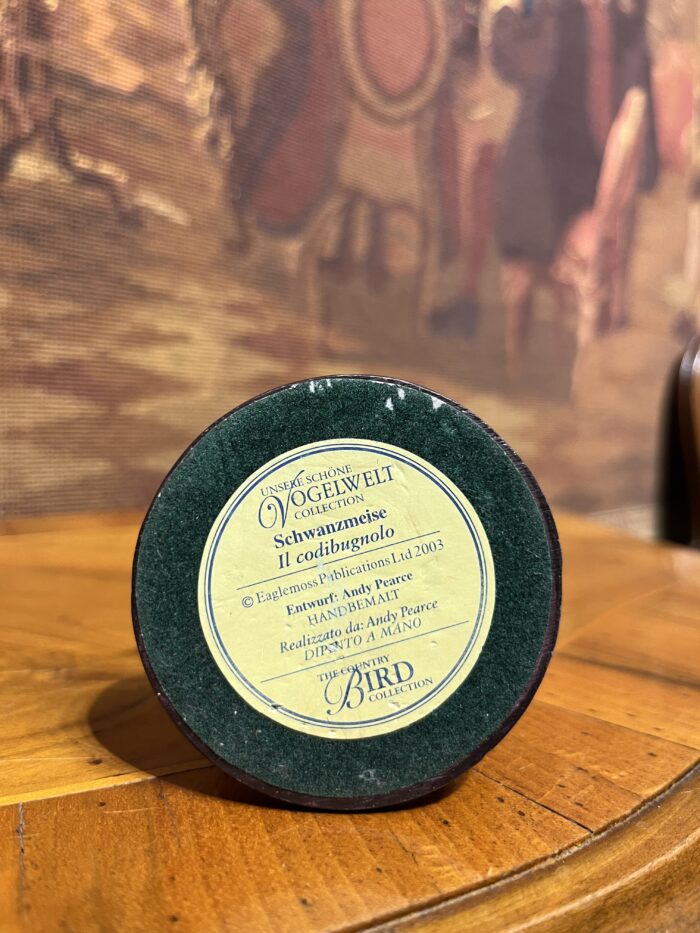 UNSERE SCHÖNE
VOGELWELT
COLLECTION
Schwanzmeise
Il codibugnolo
© Eaglemoss Publications Ltd 2003
Entwurf: Andy Pearce
HANDBEMALT
Realizzato da: Andy Pearce
DIPINTO A MANO
THE COUNTRY
BIRD
COLLECTION